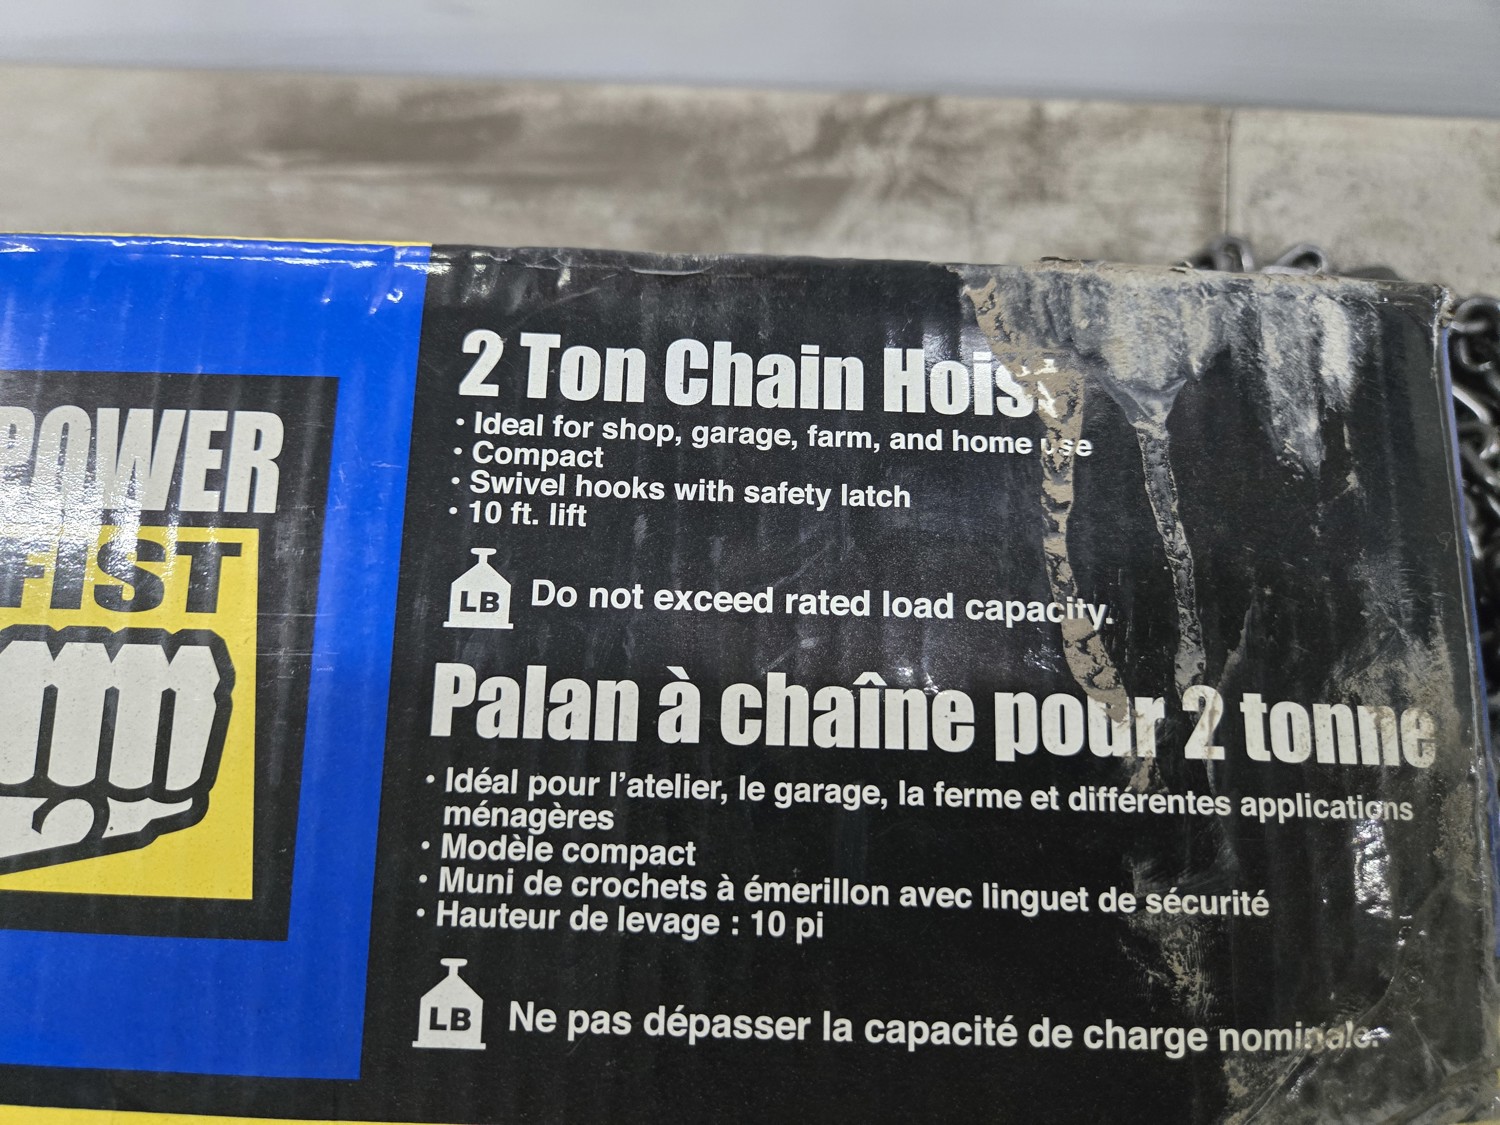 POWER
FIST
2 Ton Chain Hoist
• Ideal for shop, garage, farm, and home use
• Compact
• Swivel hooks with safety latch
• 10 ft. lift
LB
Do not exceed rated load capacity.
Palan à chaîne pour 2 tonne
• Idéal pour l'atelier, le garage, la ferme et différentes applications
ménagères
• Modèle compact
• Muni de crochets à émerillon avec linguet de sécurité
• Hauteur de levage : 10 pi
LB
Ne pas dépasser la capacité de charge nominale.